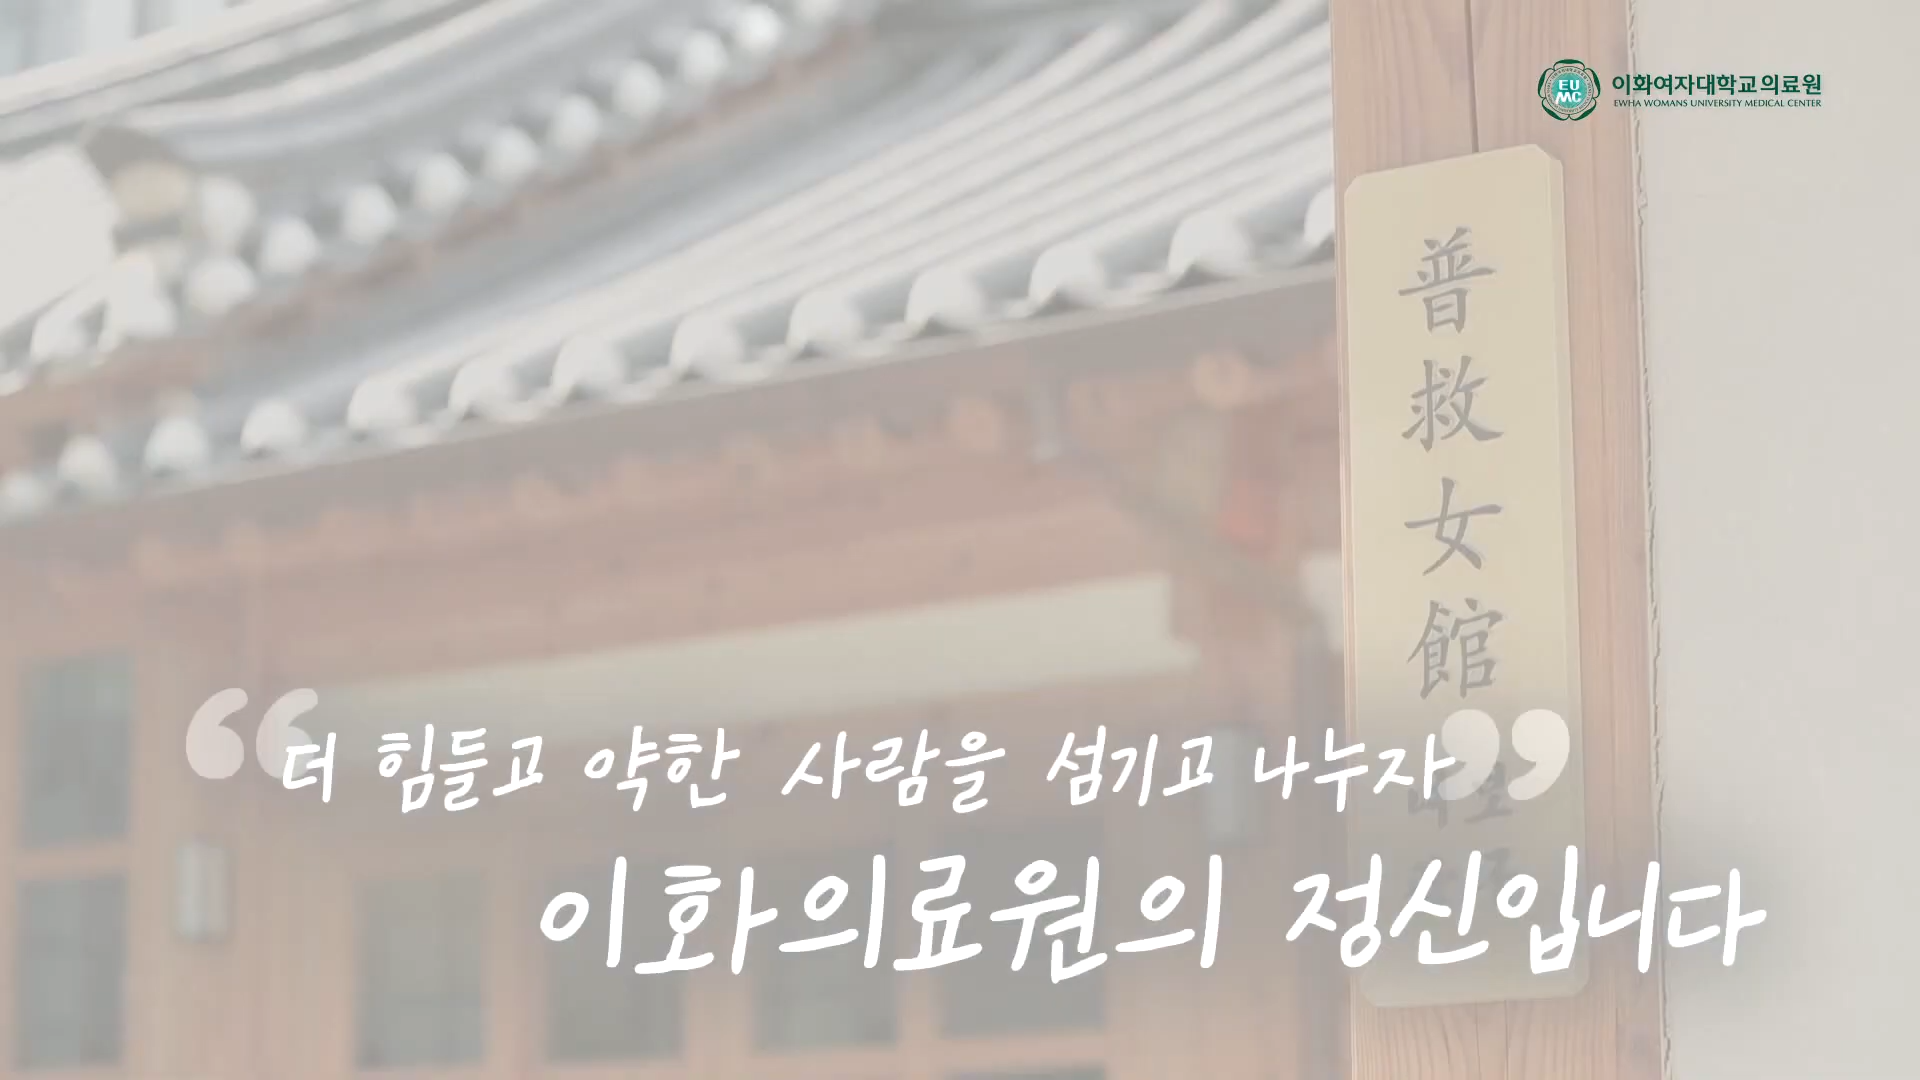 EU
MC
이화여자대학교의료원
EWHA WOMANS UNIVERSITY MEDICAL CENTER
普救女館
“더 힘들고 약한 사람을 섬기고 나누자”
이화의료원의 정신입니다